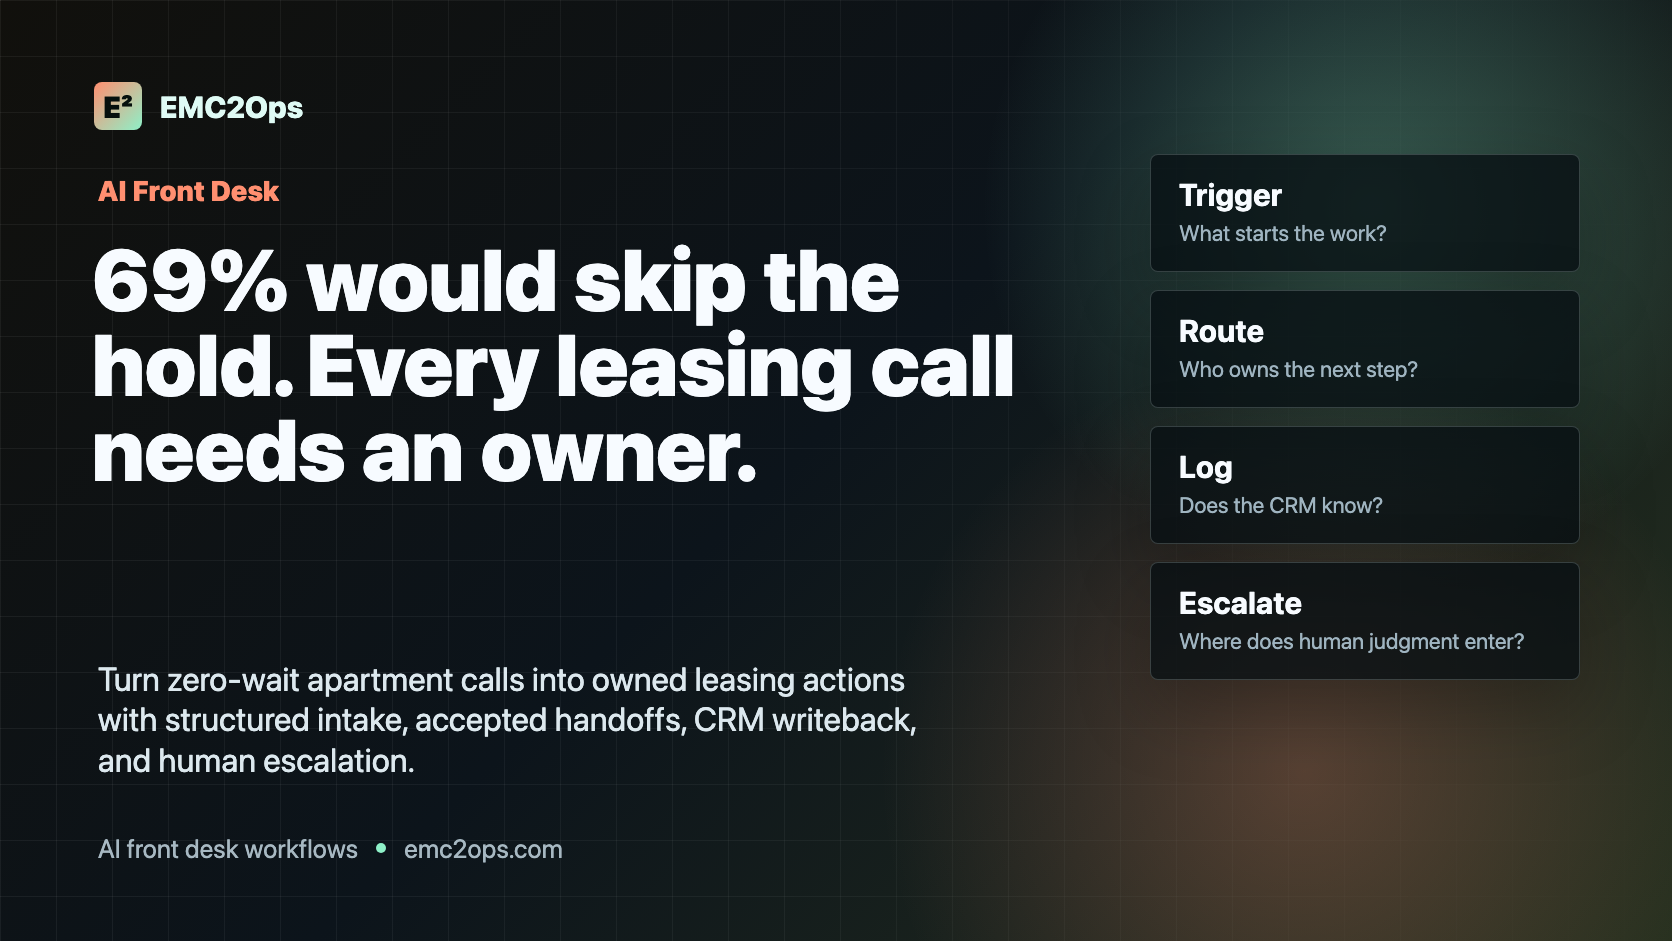 E²
EMC2Ops
AI Front Desk
69% would skip the
hold. Every leasing call
needs an owner.
Turn zero-wait apartment calls into owned leasing actions
with structured intake, accepted handoffs, CRM writeback,
and human escalation.
AI front desk workflows • emc2ops.com
Trigger
What starts the work?
Route
Who owns the next step?
Log
Does the CRM know?
Escalate
Where does human judgment enter?